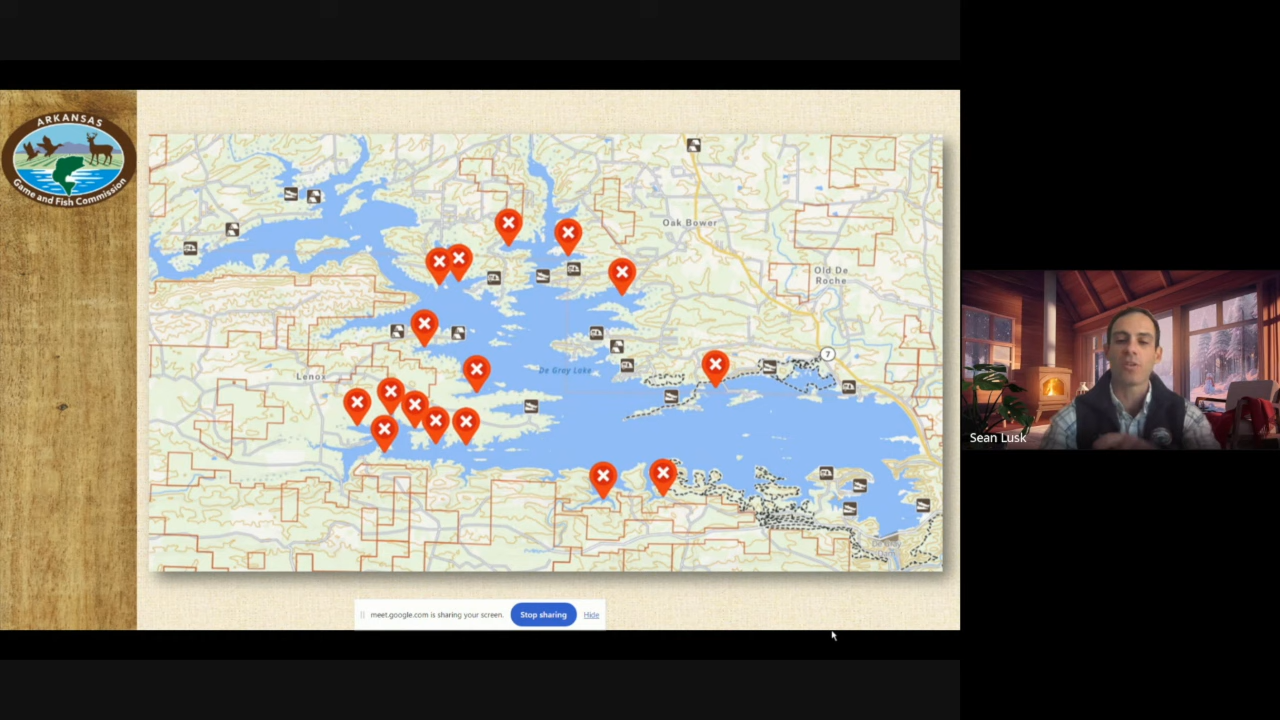 ARKANSAS
Game and Fish Commission
Oak Bower
Old De
Roche
7
De Grey Lake
Lenox
Sean Lusk
meet.google.com is sharing your screen.
Stop sharing
Hide